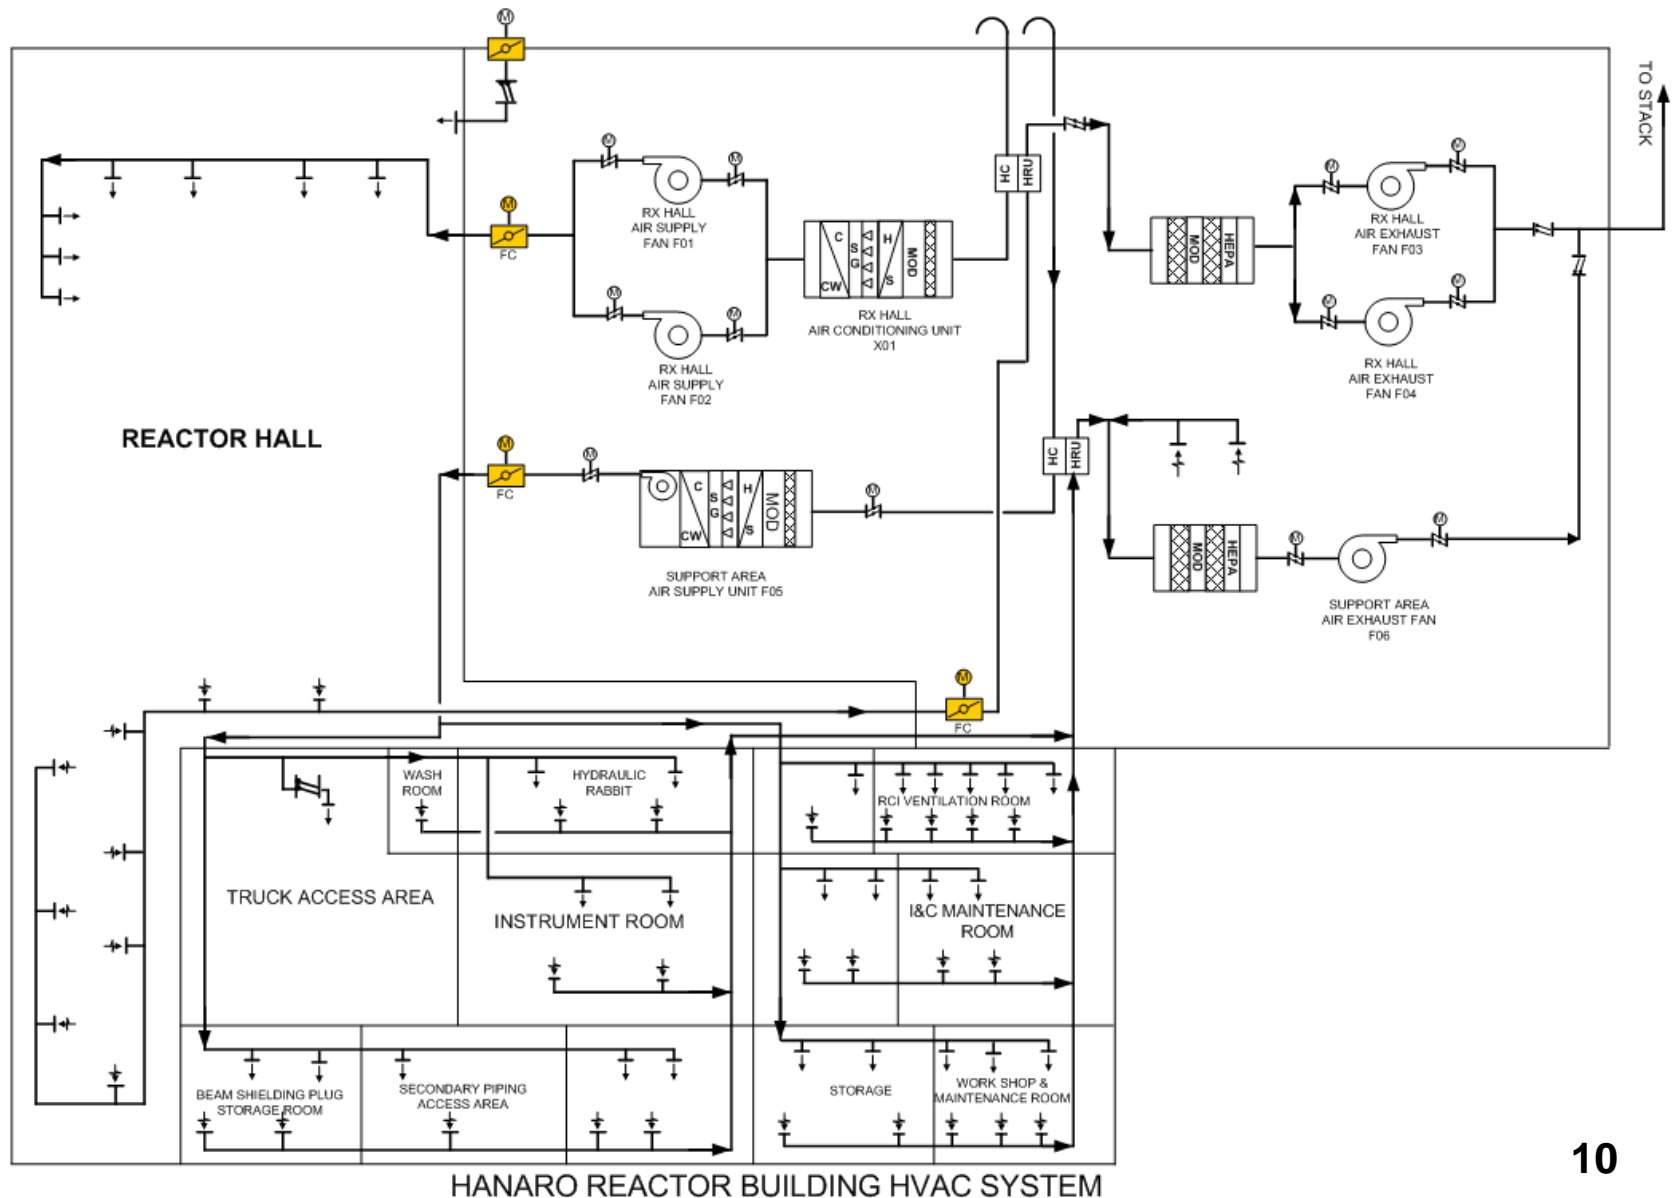 M
TO STACK
M
M
M
M
HC
HRU
M
FC
RX HALL
AIR SUPPLY
FAN F01
C
S
G
CW
H
S
MOD
RX HALL
AIR CONDITIONING UNIT
X01
M
M
RX HALL
AIR SUPPLY
FAN F02
MOD
HEPA
RX HALL
AIR EXHAUST
FAN F03
M
M
RX HALL
AIR EXHAUST
FAN F04
REACTOR HALL
M
FC
M
C
S
G
CW
H
S
MOD
M
HC
HRU
SUPPORT AREA
AIR SUPPLY UNIT F05
MOD
HEPA
M
M
SUPPORT AREA
AIR EXHAUST FAN
F06
M
FC
WASH
ROOM
HYDRAULIC
RABBIT
RCI VENTILATION ROOM
TRUCK ACCESS AREA
INSTRUMENT ROOM
I&C MAINTENANCE
ROOM
BEAM SHIELDING PLUG
STORAGE ROOM
SECONDARY PIPING
ACCESS AREA
STORAGE
WORK SHOP &
MAINTENANCE ROOM
10
HANARO REACTOR BUILDING HVAC SYSTEM